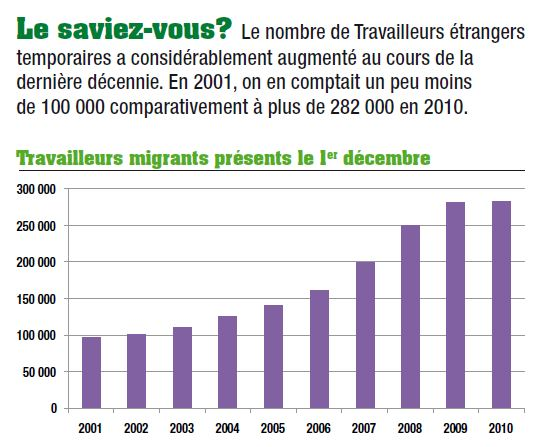 Le saviez-vous? Le nombre de Travailleurs étrangers
temporaires a considérablement augmenté au cours de la
dernière décennie. En 2001, on en comptait un peu moins
de 100 000 comparativement à plus de 282 000 en 2010.
Travailleurs migrants présents le 1er décembre
300 000
250 000
200 000
150 000
100 000
50 000
0
2001 2002 2003 2004 2005 2006 2007 2008 2009 2010